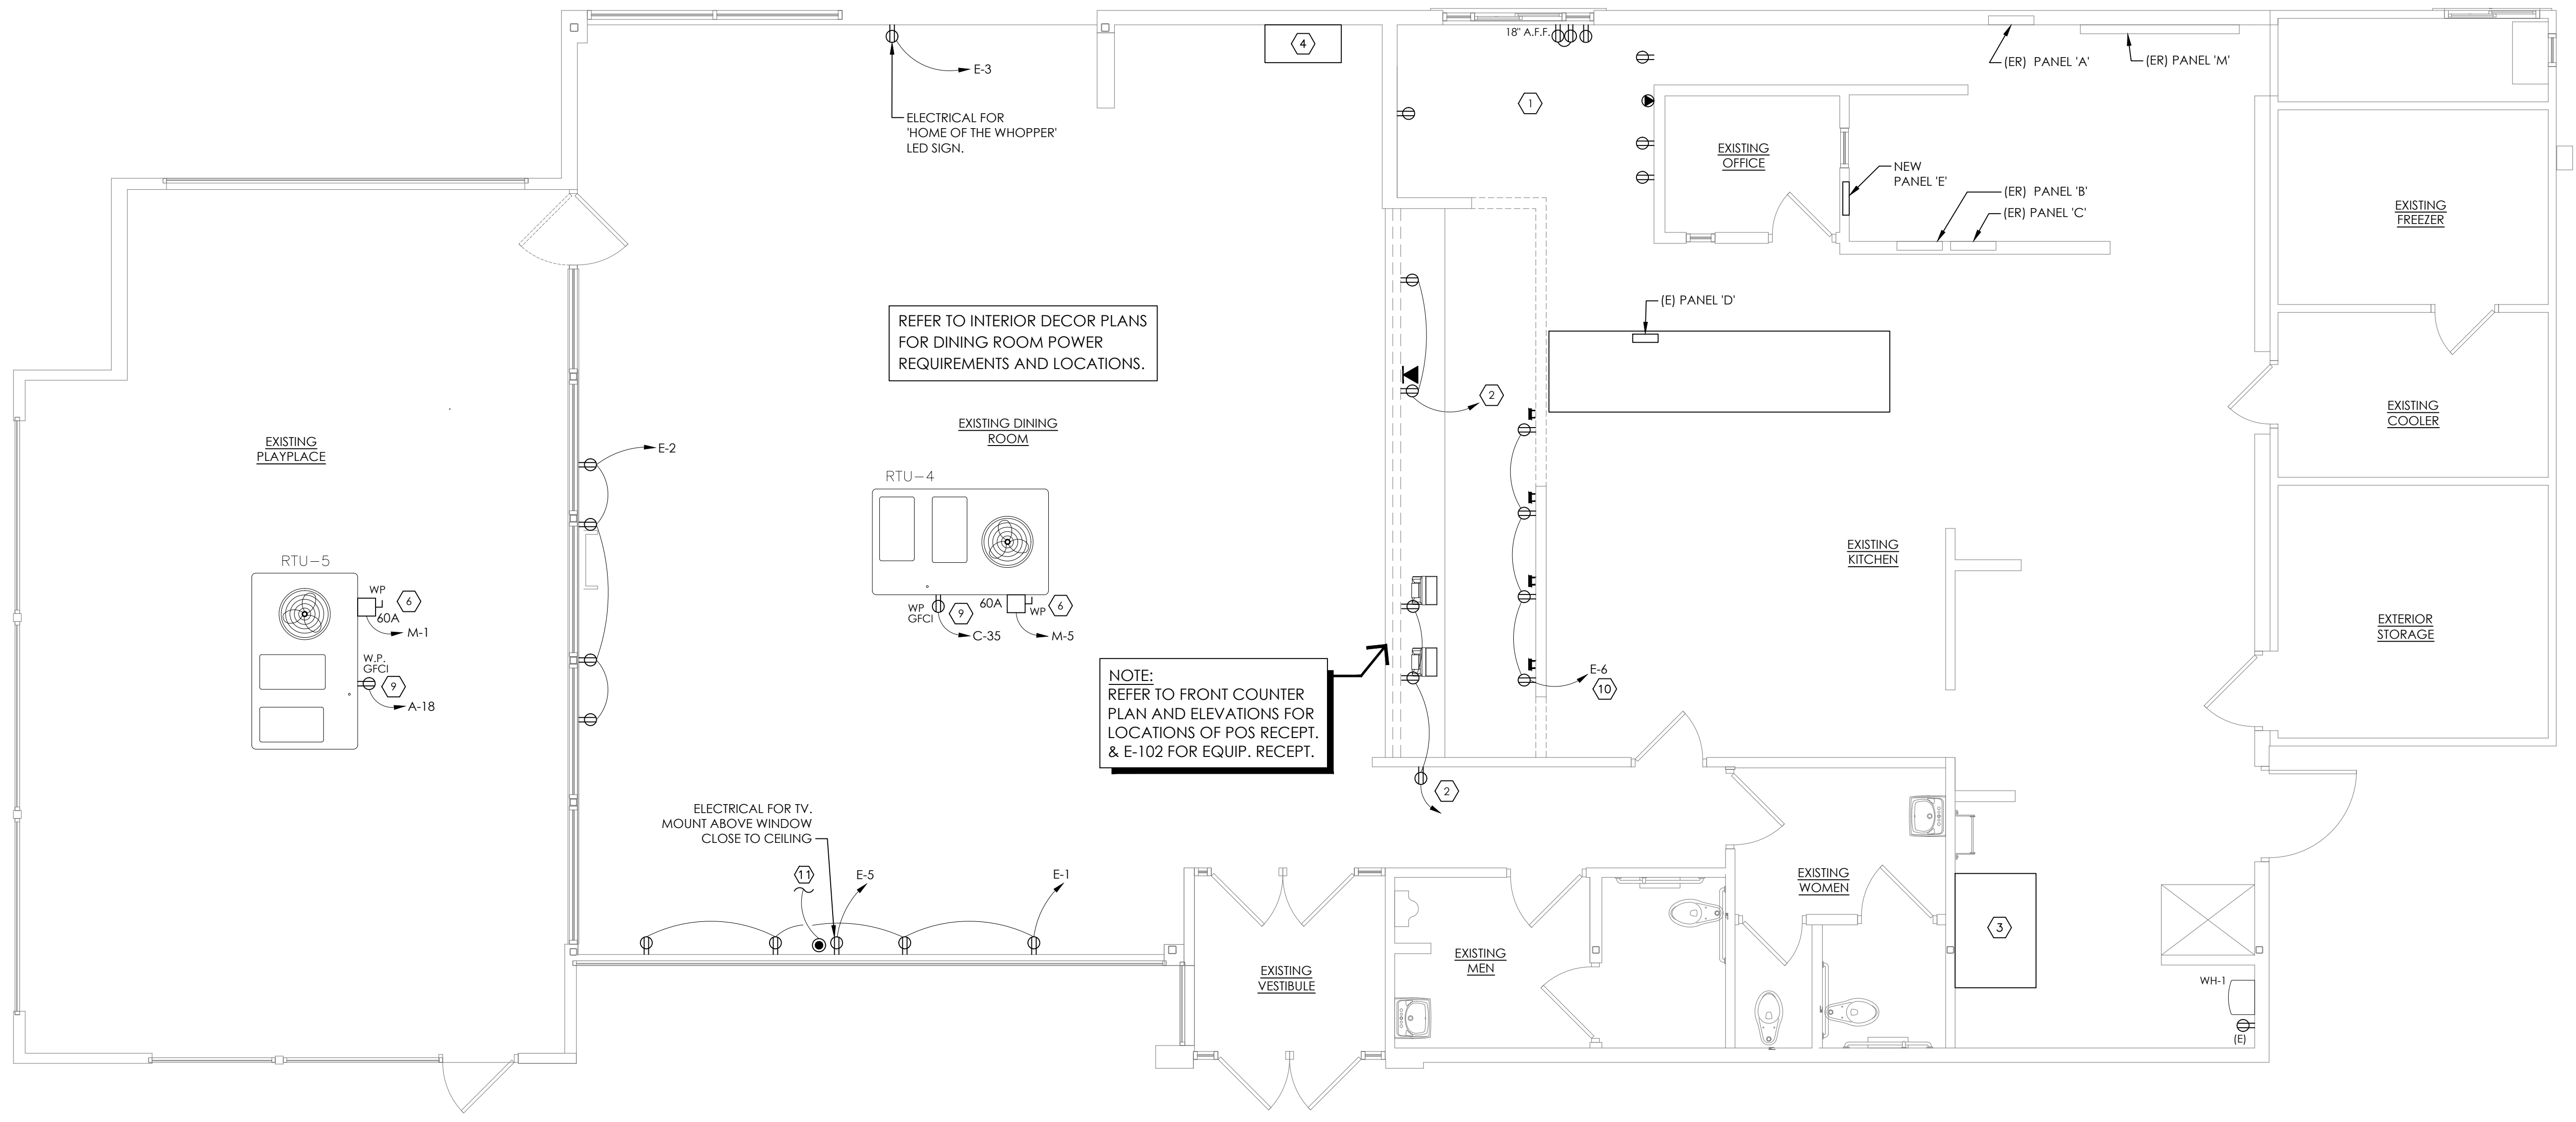 18" A.F.F.
4
E-3
(ER) PANEL 'A'
(ER) PANEL 'M'
1
ELECTRICAL FOR
'HOME OF THE WHOPPER'
LED SIGN.
EXISTING
OFFICE
NEW
PANEL 'E'
(ER) PANEL 'B'
(ER) PANEL 'C'
EXISTING
FREEZER
(E) PANEL 'D'
REFER TO INTERIOR DECOR PLANS
FOR DINING ROOM POWER
REQUIREMENTS AND LOCATIONS.
2
EXISTING
COOLER
EXISTING DINING
ROOM
EXISTING
PLAYPLACE
E-2
RTU-4
EXISTING
KITCHEN
RTU-5
WP
6
60A
M-1
WP
GFCI
9
C-35
60A
WP
6
M-5
EXTERIOR
STORAGE
W.P.
GFCI
9
A-18
NOTE:
REFER TO FRONT COUNTER
PLAN AND ELEVATIONS FOR
LOCATIONS OF POS RECEPT.
& E-102 FOR EQUIP. RECEPT.
E-6
10
2
ELECTRICAL FOR TV.
MOUNT ABOVE WINDOW
CLOSE TO CEILING
11
E-5
E-1
EXISTING
WOMEN
3
EXISTING
MEN
EXISTING
VESTIBULE
WH-1
(E)